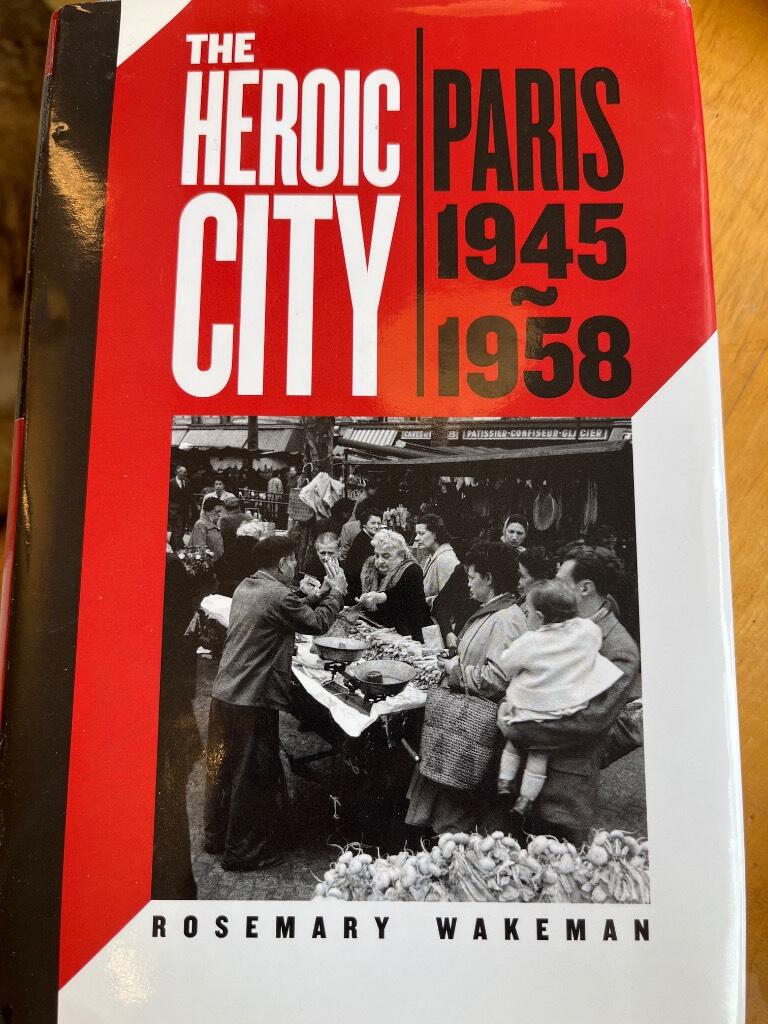 THE
HEROIC
CITY
PARIS
1945
~
1958
PATISSIER-CONFISEUR-GLACIER
ROSEMARY WAKEMAN